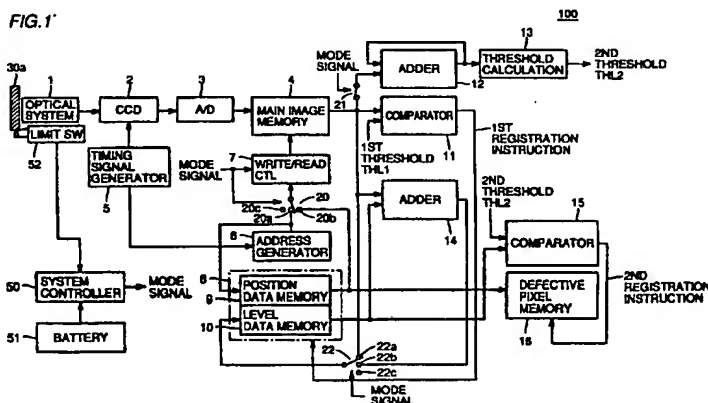 FIG.1'
100
30a
1
OPTICAL SYSTEM
2
CCD
3
A/D
4
MAIN IMAGE MEMORY
MODE SIGNAL
21
ADDER
12
13
THRESHOLD CALCULATION
2ND THRESHOLD THL2
LIMIT SW
52
TIMING SIGNAL GENERATOR
5
MODE SIGNAL
7
WRITE/READ CTL
1ST THRESHOLD THL1
COMPARATOR
11
1ST REGISTRATION INSTRUCTION
20
20c
20a
20b
6
ADDRESS GENERATOR
ADDER
14
2ND THRESHOLD THL2
15
COMPARATOR
50
SYSTEM CONTROLLER
MODE SIGNAL
8
9
POSITION DATA MEMORY
10
LEVEL DATA MEMORY
DEFECTIVE PIXEL MEMORY
16
2ND REGISTRATION INSTRUCTION
51
BATTERY
22
22a
22b
22c
MODE SIGNAL